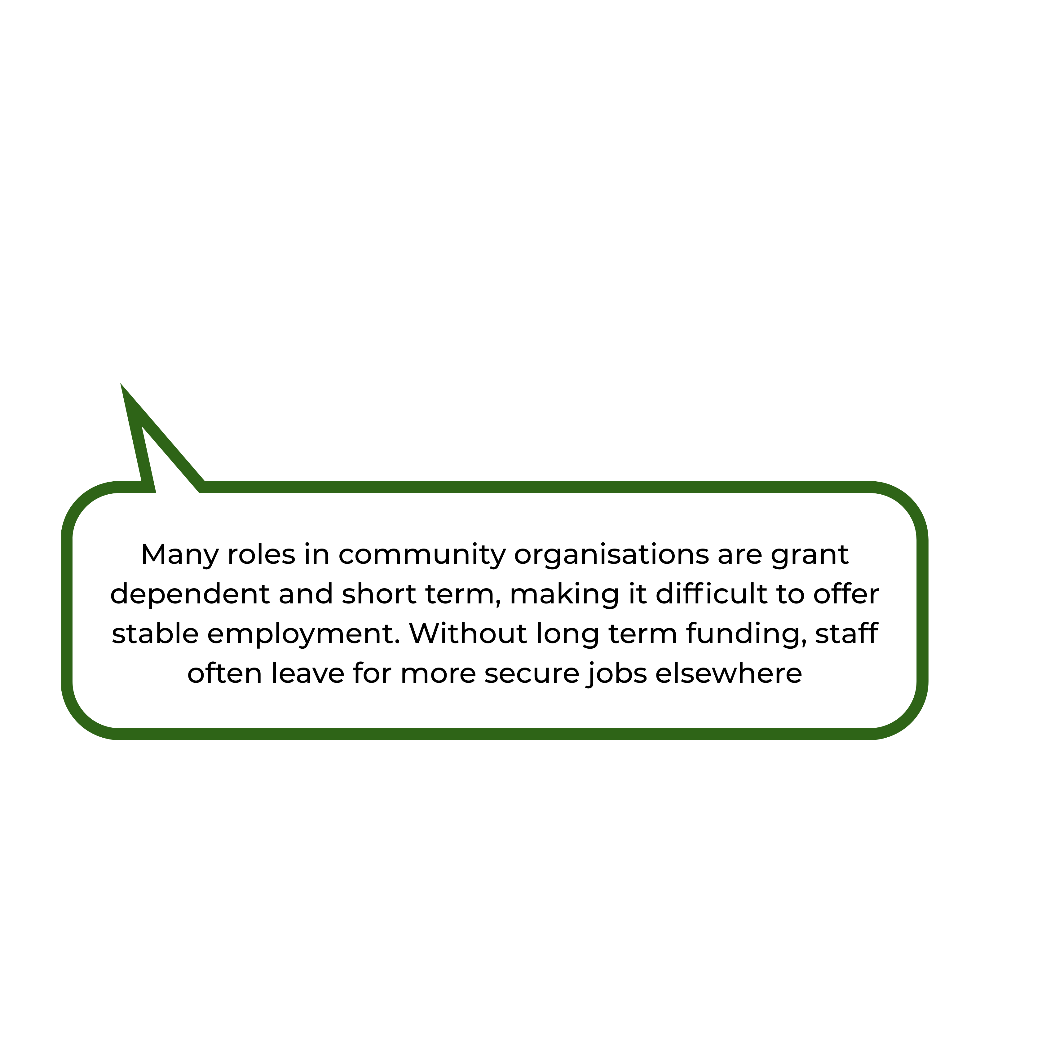 Many roles in community organisations are grant
dependent and short term, making it difficult to offer
stable employment. Without long term funding, staff
often leave for more secure jobs elsewhere